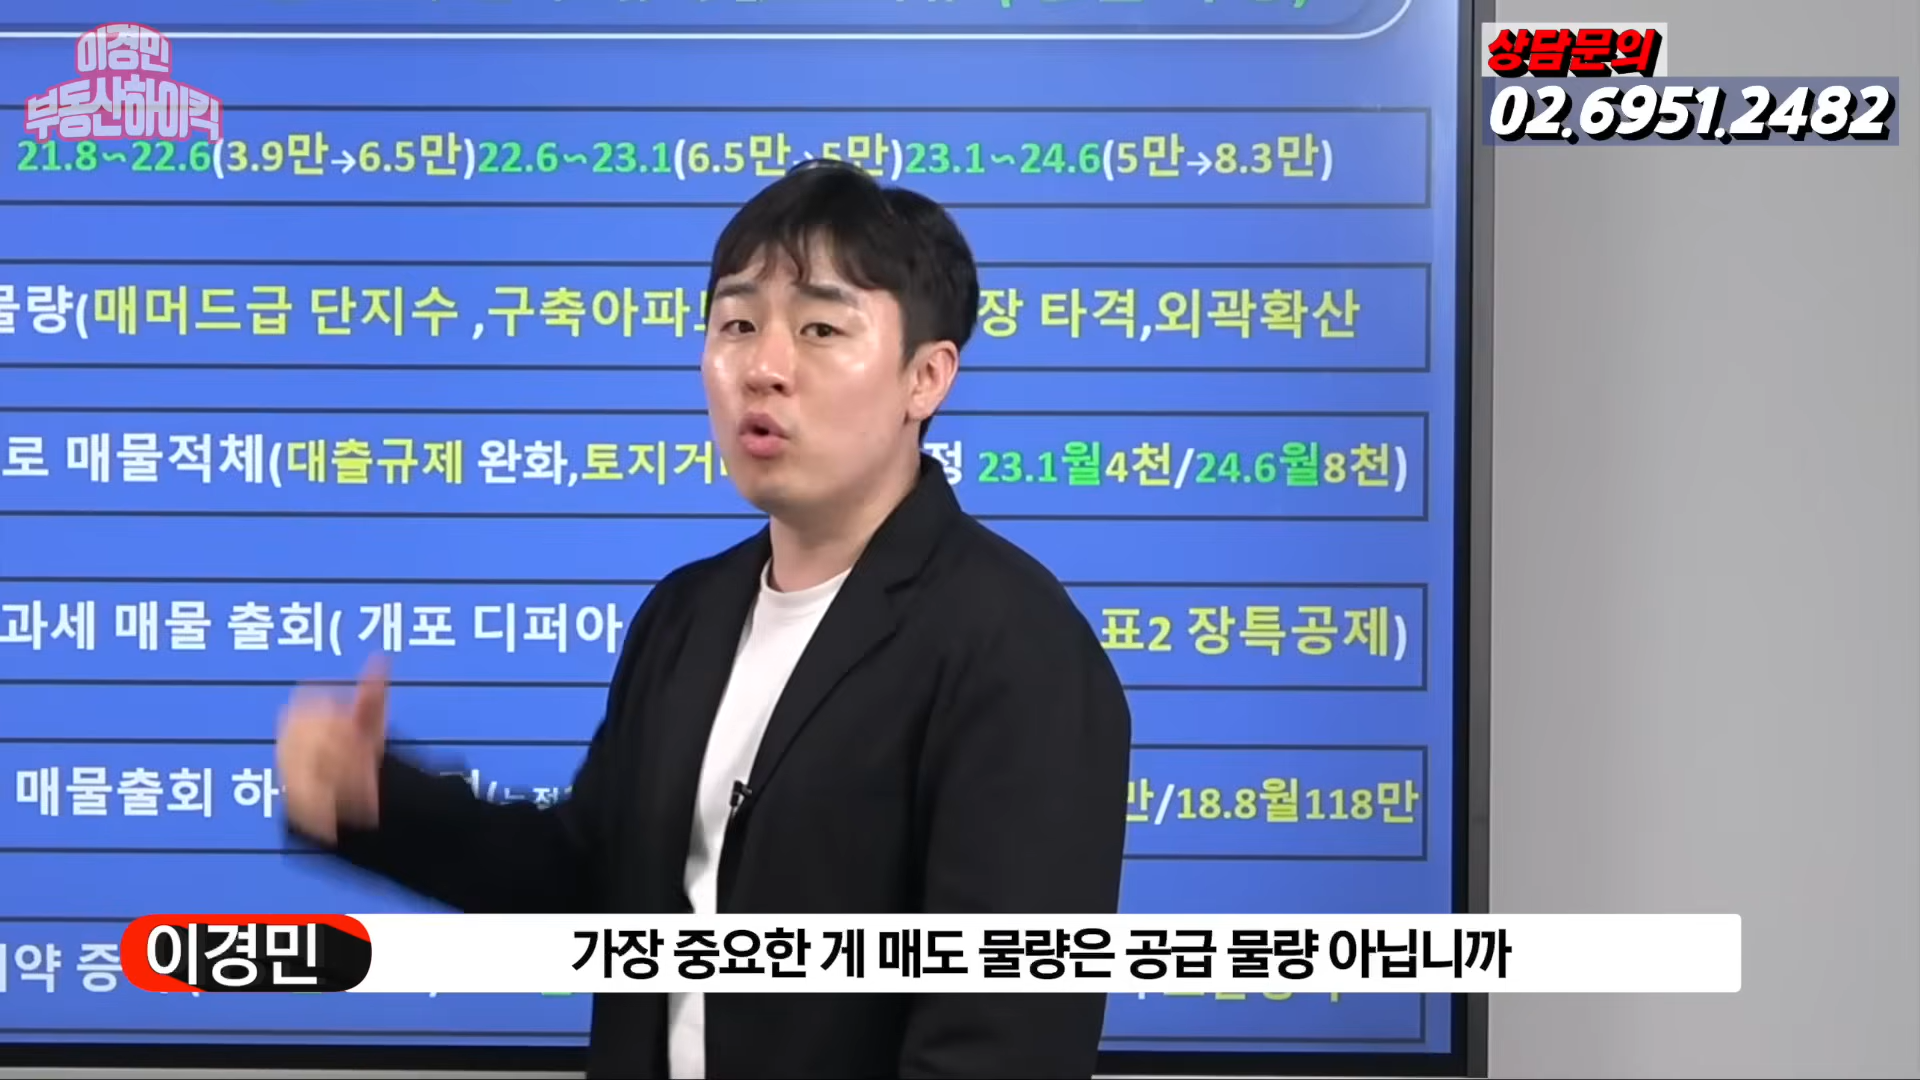 이경민
부동산하이킥
상담문의
02.6951.2482
21.8~22.6(3.9만→6.5만)22.6~23.1(6.5만→5만)23.1~24.6(5만→8.3만)
물량(매머드급 단지수 ,구축아파트 장 타격,외곽확산
로 매물적체(대출규제 완화,토지거 정 23.1월4천/24.6월8천)
과세 매물 출회( 개포 디퍼아 표2 장특공제)
매물출회 하 만/18.8월118만
약 증
이경민 가장 중요한 게 매도 물량은 공급 물량 아닙니까